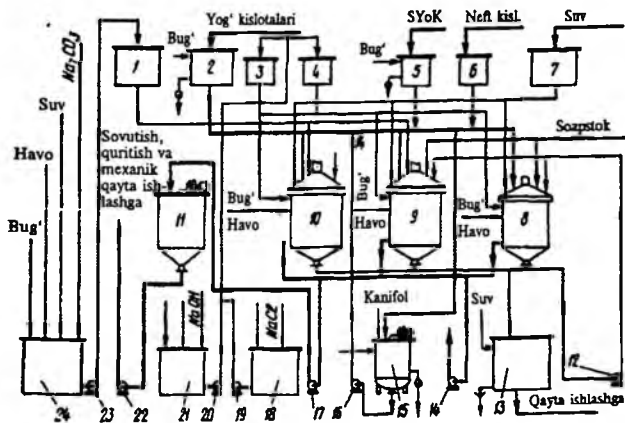 Yog‘ kislotalari
SYoK
Neft kisl.
Suv
Na₂CO₃
Bug‘
Bug‘
1
2
3
4
5
6
7
Suv
Sovutish,
quritish va
mexanik
qayta ish-
lashga
Soapstok
Havo
Bug‘
Bug‘
Bug‘
Bug‘
11
10
9
8
Havo
Havo
Havo
Kanifol
Suv
NaOH
NaCl
12
24
23
22
21
20
19
18
17
16
15
14
13
Qayta ishlashga